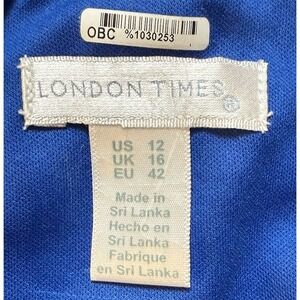 OBC %1030253
LONDON TIMES®
US 12
UK 16
EU 42
Made in
Sri Lanka
Hecho en
Sri Lanka
Fabrique
en Sri Lanka